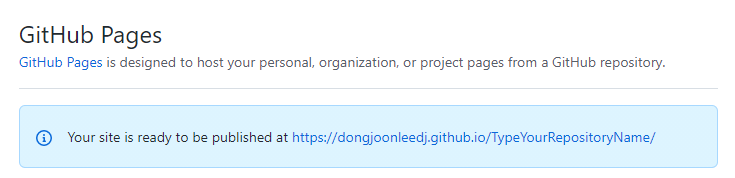 GitHub Pages
GitHub Pages is designed to host your personal, organization, or project pages from a GitHub repository.
Your site is ready to be published at https://dongjoonleedj.github.io/TypeYourRepositoryName/